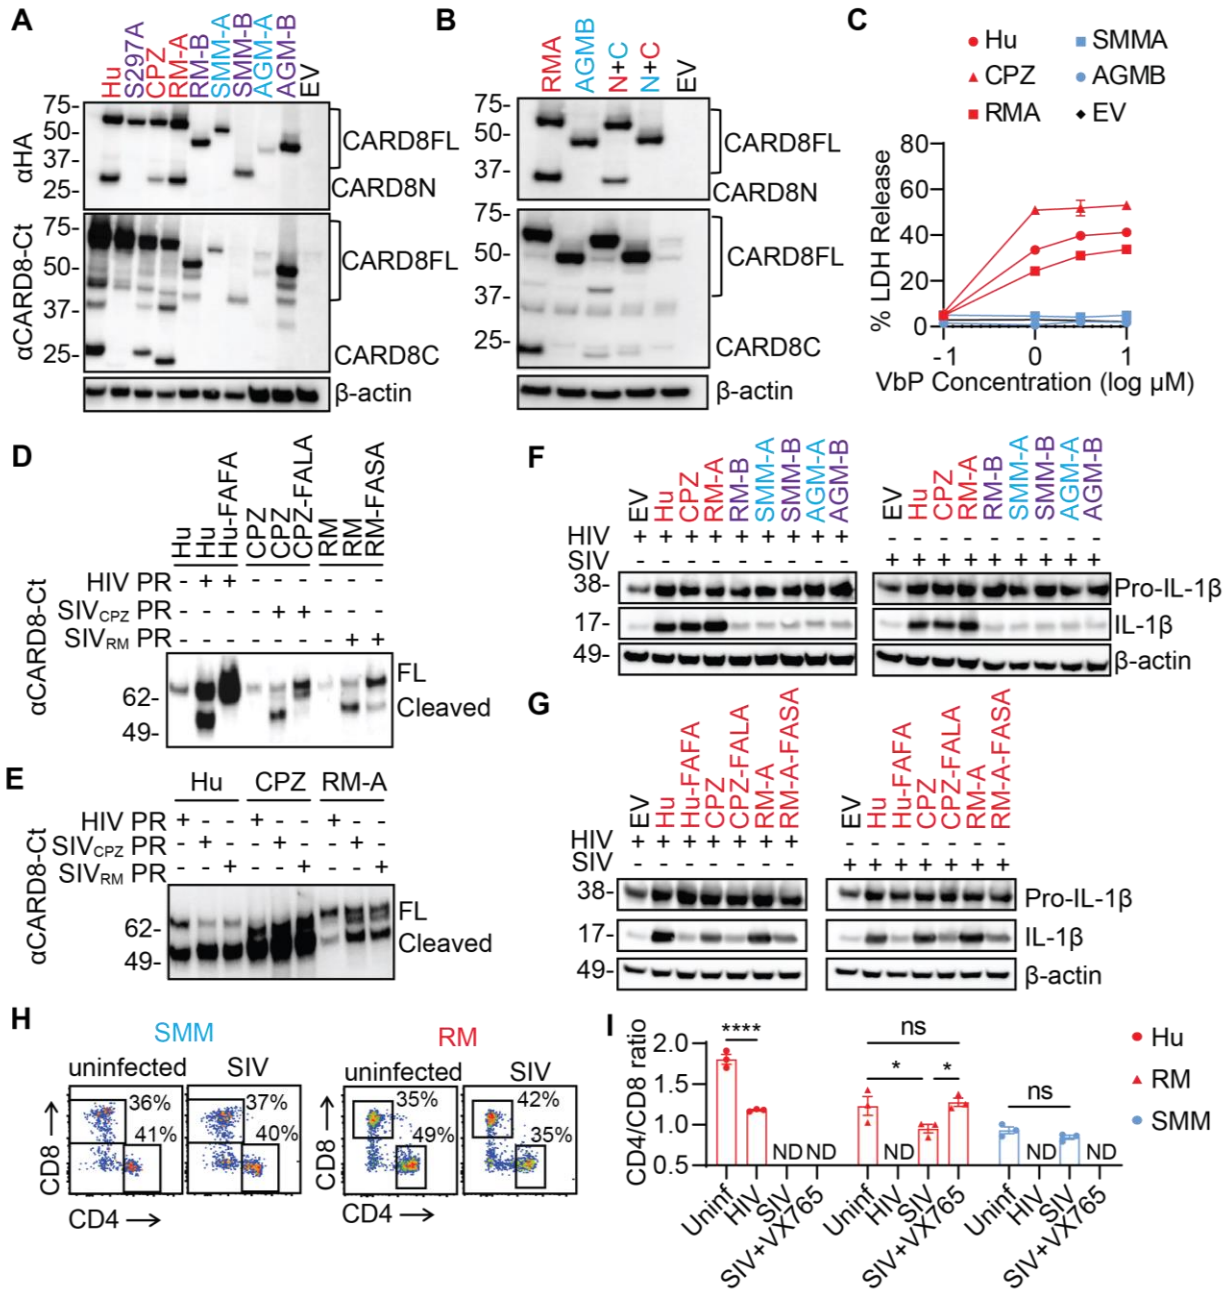 A
Hu S297A CPZ RM-A RM-B SMM-A SMM-B AGM-A AGM-B EV
75-
50-
37-
25-
αHA
CARD8FL
CARD8N
75-
50-
37-
25-
αCARD8-Ct
CARD8FL
CARD8C
β-actin
B
RMA AGMB N+C N+C EV
75-
50-
37-
CARD8FL
CARD8N
75-
50-
37-
25-
CARD8FL
CARD8C
β-actin
C
Hu SMMA
CPZ AGMB
RMA EV
% LDH Release
80
60
40
20
0
-1 0 1
VbP Concentration (log μM)
D
Hu Hu Hu-FAFA CPZ CPZ CPZ-FALA RM RM RM-FASA
HIV PR - + + - - - - - -
SIVCPZ PR - - - - + + - - -
SIVRM PR - - - - - - - + +
αCARD8-Ct
62-
49-
FL
Cleaved
E
Hu CPZ RM-A
HIV PR + + +
SIVCPZ PR + + +
SIVRM PR + + +
αCARD8-Ct
62-
49-
FL
Cleaved
F
EV Hu CPZ RM-A RM-B SMM-A SMM-B AGM-A AGM-B
EV Hu CPZ RM-A RM-B SMM-A SMM-B AGM-A AGM-B
HIV + + + + + + + + + - - - - - - - - -
SIV - - - - - - - - - + + + + + + + + +
38- Pro-IL-1β
17- IL-1β
49- β-actin
G
EV Hu Hu-FAFA CPZ CPZ-FALA RM-A RM-A-FASA
EV Hu Hu-FAFA CPZ CPZ-FALA RM-A RM-A-FASA
HIV + + + + + + + - - - - - - -
SIV - - - - - - - + + + + + + +
38- Pro-IL-1β
17- IL-1β
49- β-actin
H
SMM RM
uninfected SIV uninfected SIV
36% 37% 35% 42%
41% 40% 49% 35%
CD8 → CD8 →
CD4 → CD4 →
I
CD4/CD8 ratio
2.0
1.5
1.0
0.5
**** ns
* *
ns
ND ND ND ND ND
Uninf HIV SIV SIV+VX765 Uninf HIV SIV SIV+VX765 Uninf HIV SIV SIV+VX765
Hu
RM
SMM